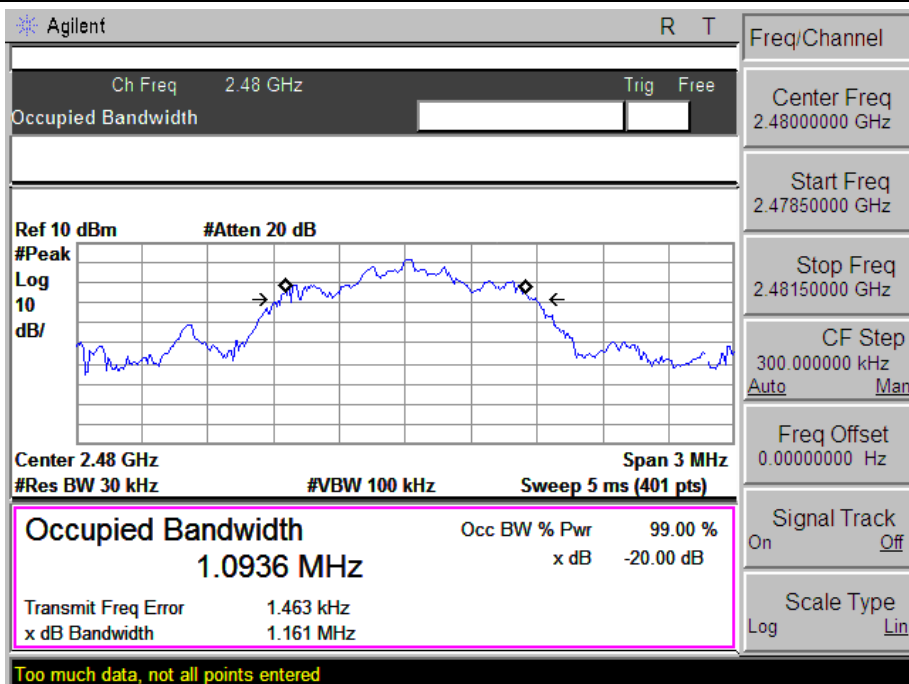 Agilent R T
Ch Freq 2.48 GHz Trig Free
Occupied Bandwidth
Ref 10 dBm #Atten 20 dB
#Peak
Log
10
dB/
Center 2.48 GHz Span 3 MHz
#Res BW 30 kHz #VBW 100 kHz Sweep 5 ms (401 pts)
Occupied Bandwidth
1.0936 MHz
Occ BW % Pwr 99.00 %
x dB -20.00 dB
Transmit Freq Error 1.463 kHz
x dB Bandwidth 1.161 MHz
Too much data, not all points entered
Freq/Channel
Center Freq
2.48000000 GHz
Start Freq
2.47850000 GHz
Stop Freq
2.48150000 GHz
CF Step
300.000000 kHz
Auto Man
Freq Offset
0.00000000 Hz
Signal Track
On Off
Scale Type
Log Lin